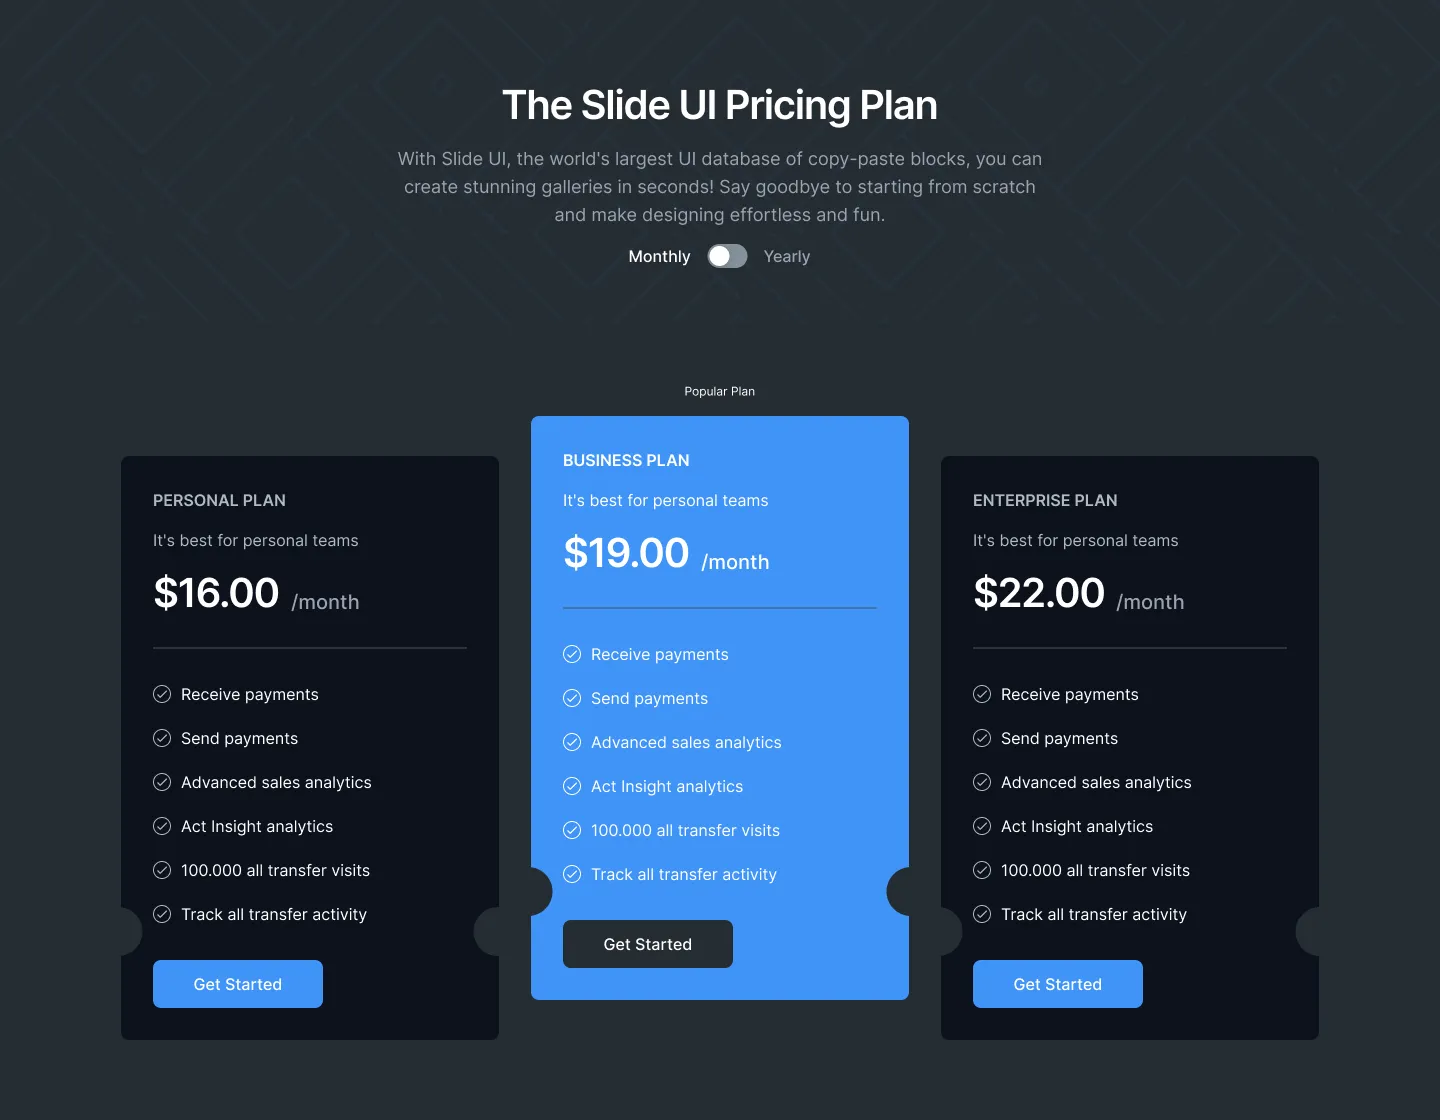 The Slide UI Pricing Plan
With Slide UI, the world's largest UI database of copy-paste blocks, you can
create stunning galleries in seconds! Say goodbye to starting from scratch
and make designing effortless and fun.
Monthly Yearly
PERSONAL PLAN
It's best for personal teams
$16.00 /month
Receive payments
Send payments
Advanced sales analytics
Act Insight analytics
100.000 all transfer visits
Track all transfer activity
Get Started
Popular Plan
BUSINESS PLAN
It's best for personal teams
$19.00 /month
Receive payments
Send payments
Advanced sales analytics
Act Insight analytics
100.000 all transfer visits
Track all transfer activity
Get Started
ENTERPRISE PLAN
It's best for personal teams
$22.00 /month
Receive payments
Send payments
Advanced sales analytics
Act Insight analytics
100.000 all transfer visits
Track all transfer activity
Get Started